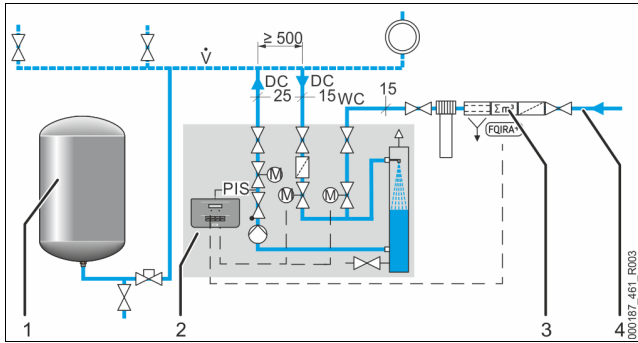 ≥ 500
V̇
DC
25
DC
15
WC
15
Σm³
FQIRA+
M
PIS
M
M
1
2
3
4
000187_461_R003